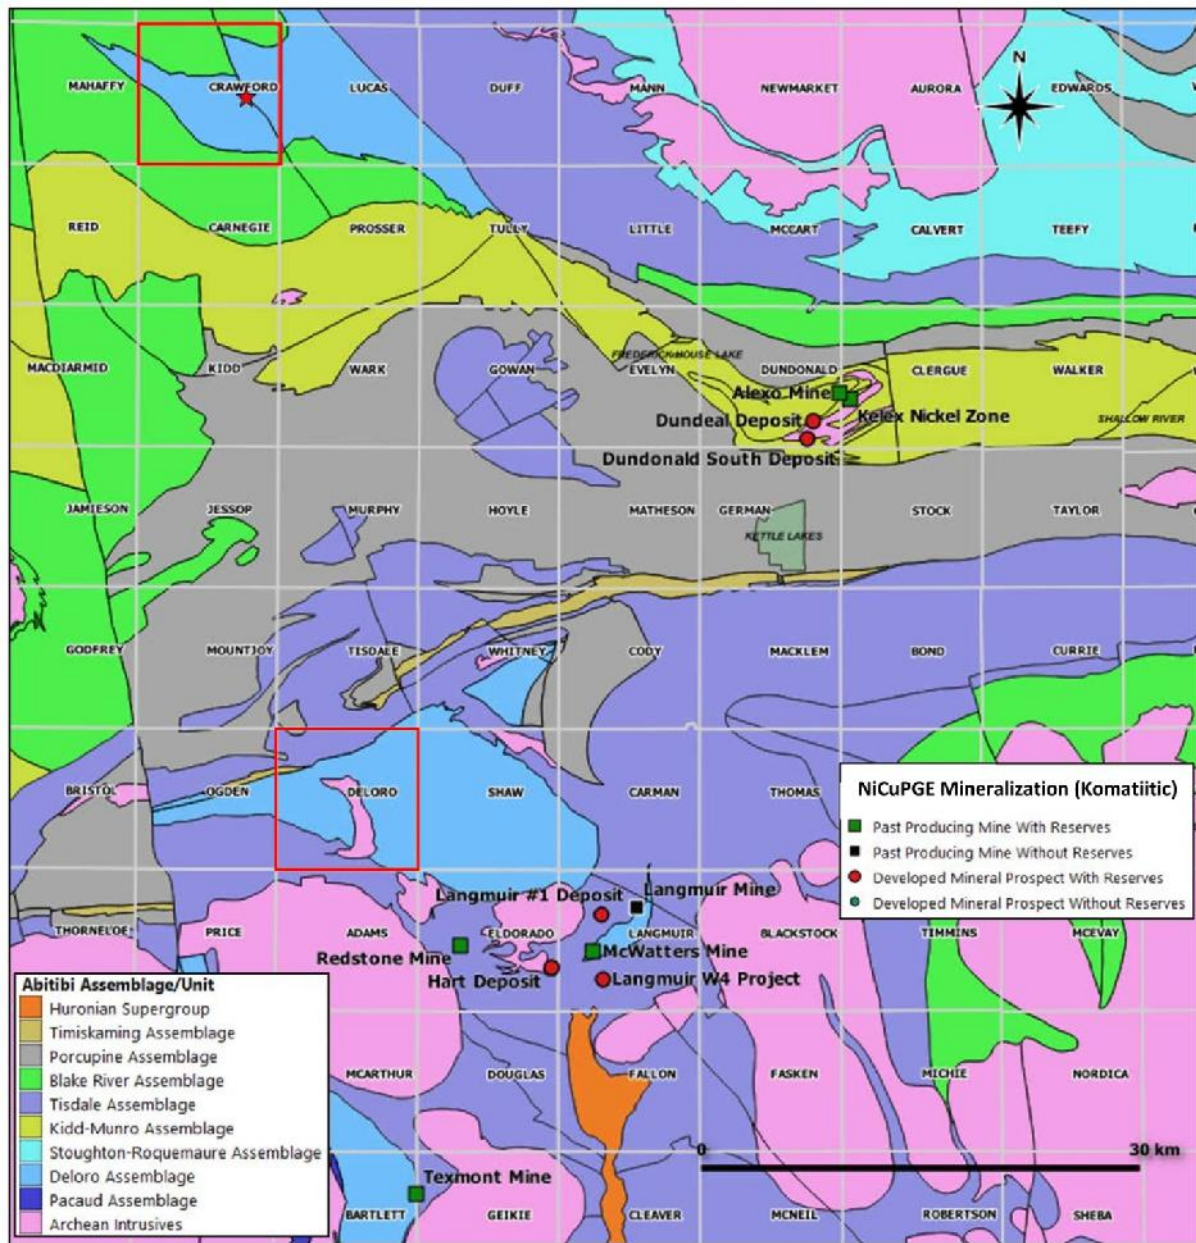 MAHAFFY CRAWFORD LUCAS DUFF MANN NEWMARKET AURORA EDWARDS
N
REID CARNEGIE PROSSER TULLY LITTLE MCCART CALVERT TEEFY
FREDERICK HOUSE LAKE
MACDIARMID KIDD WARK GOWAN EVELYN DUNDONALD CLERGUE WALKER
Alexo Mine
Kelex Nickel Zone
Dundeal Deposit
SHALLOW RIVER
Dundonald South Deposit
JAMIESON JESSOP MURPHY HOYLE MATHESON GERMAN STOCK TAYLOR
KETTLE LAKES
GODFREY MOUNTJOY TISDALE WHITNEY CODY MACKLEM BOND CURRIE
BRISTOL OGDEN DELORO SHAW CARMAN THOMAS
NiCuPGE Mineralization (Komatiitic)
Past Producing Mine With Reserves
Past Producing Mine Without Reserves
Developed Mineral Prospect With Reserves
Developed Mineral Prospect Without Reserves
Langmuir #1 Deposit
Langmuir Mine
THORNELOE PRICE ADAMS ELDORADO LANGMUIR BLACKSTOCK TIMMINS MCEVAY
Redstone Mine
McWatters Mine
Hart Deposit
Langmuir W4 Project
MCARTHUR DOUGLAS FALLON FASKEN MICHIE NORDICA
0 30 km
Texmont Mine
BARTLETT GEIKIE CLEAVER MCNEIL ROBERTSON SHEBA
Abitibi Assemblage/Unit
Huronian Supergroup
Timiskaming Assemblage
Porcupine Assemblage
Blake River Assemblage
Tisdale Assemblage
Kidd-Munro Assemblage
Stoughton-Roquemaure Assemblage
Deloro Assemblage
Pacaud Assemblage
Archean Intrusives